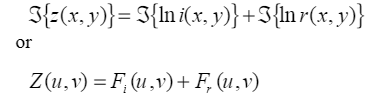 ℑ{z(x, y)} = ℑ{ln i(x, y)} + ℑ{ln r(x, y)}
or
Z(u, v) = F_i (u, v) + F_r (u, v)